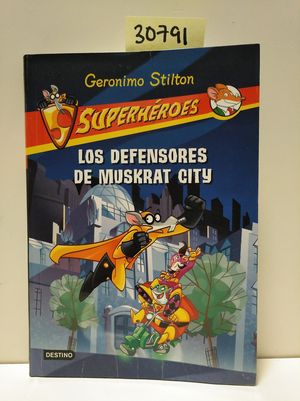 30791
Geronimo Stilton
SUPERHÉROES
LOS DEFENSORES
DE MUSKRAT CITY
DESTINO